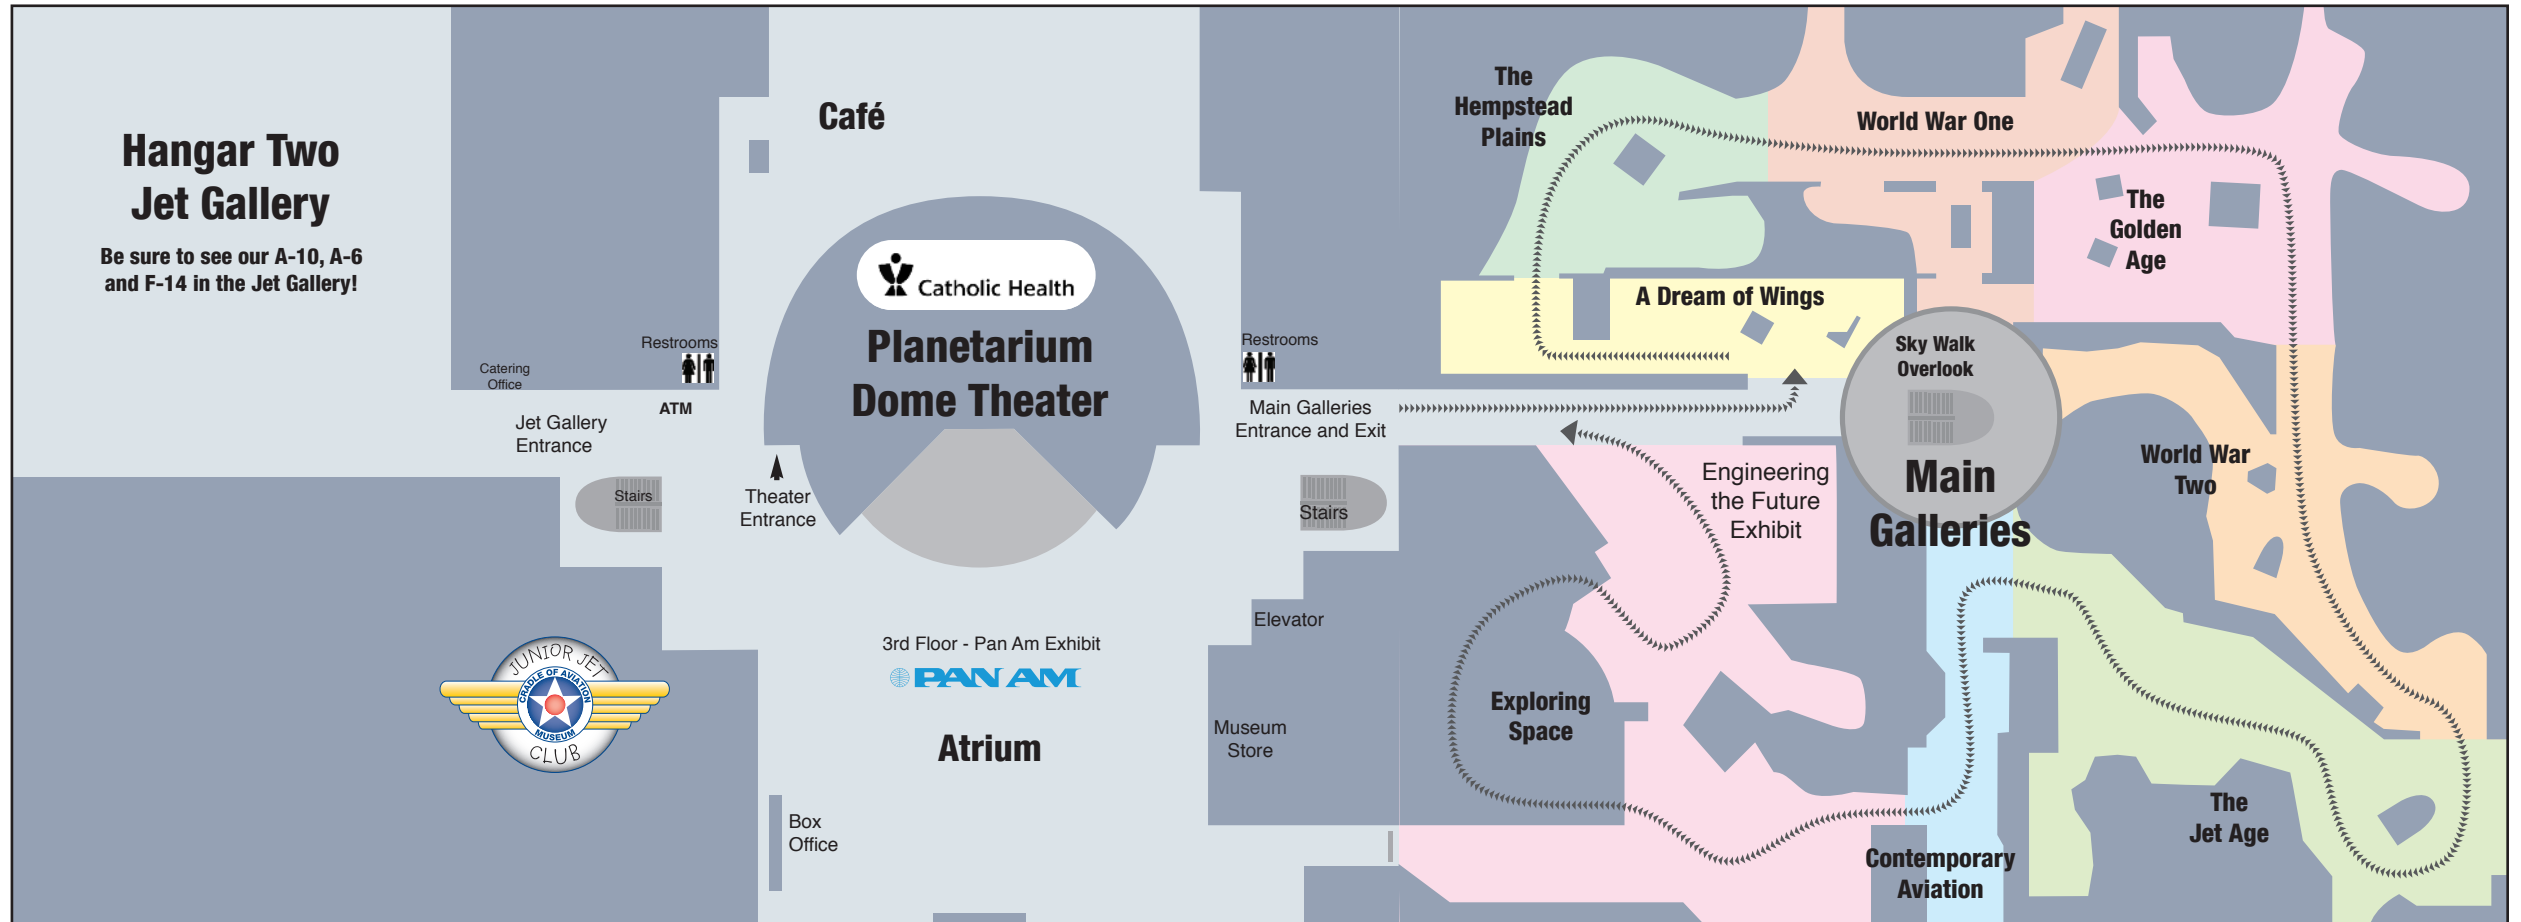 Hangar Two
Jet Gallery
Be sure to see our A-10, A-6
and F-14 in the Jet Gallery!
Café
Catholic Health
Planetarium
Dome Theater
Restrooms
Catering
Office
ATM
Jet Gallery
Entrance
Stairs
Theater
Entrance
Restrooms
Main Galleries
Entrance and Exit
Stairs
Elevator
3rd Floor - Pan Am Exhibit
PAN AM
Atrium
Museum
Store
Box
Office
JUNIOR JET
CRADLE OF AVIATION
MUSEUM
CLUB
The
Hempstead
Plains
World War One
The
Golden
Age
A Dream of Wings
Sky Walk
Overlook
Main
Galleries
World War
Two
Engineering
the Future
Exhibit
Exploring
Space
Contemporary
Aviation
The
Jet Age